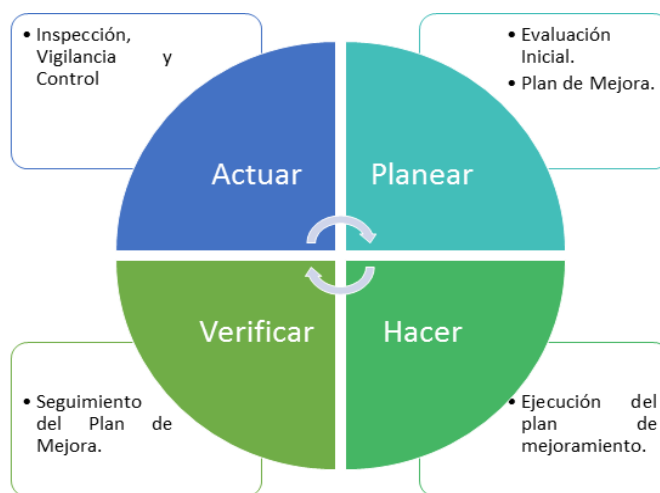 • Inspección,
Vigilancia y
Control
• Evaluación
Inicial.
• Plan de Mejora.
Actuar
Planear
Verificar
Hacer
• Seguimiento
del Plan de
Mejora.
• Ejecución del
plan de
mejoramiento.